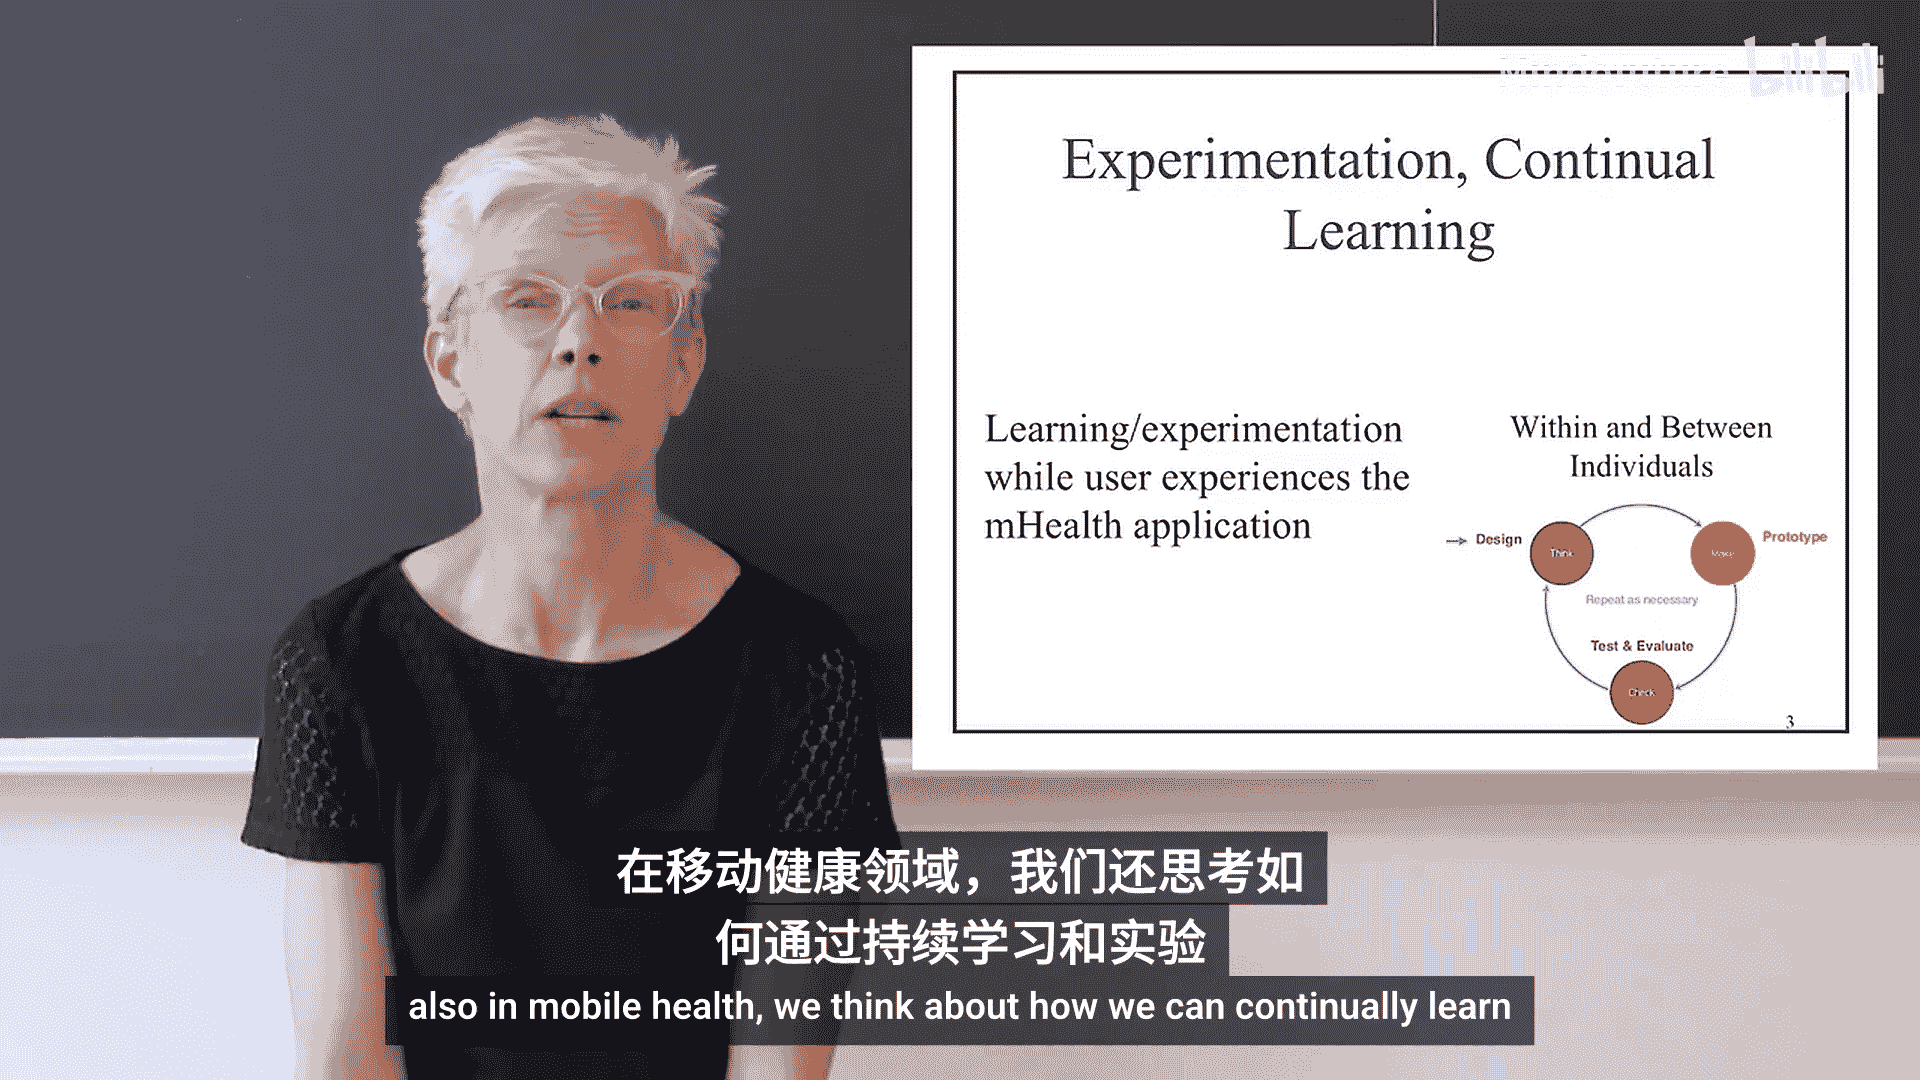 bilibili
Experimentation, Continual
Learning
Learning/experimentation
while user experiences the
mHealth application
Within and Between
Individuals
Design
Think
Make
Prototype
Repeat as necessary
Test & Evaluate
Check
3
在移动健康领域，我们还思考如
何通过持续学习和实验
also in mobile health, we think about how we can continually learn